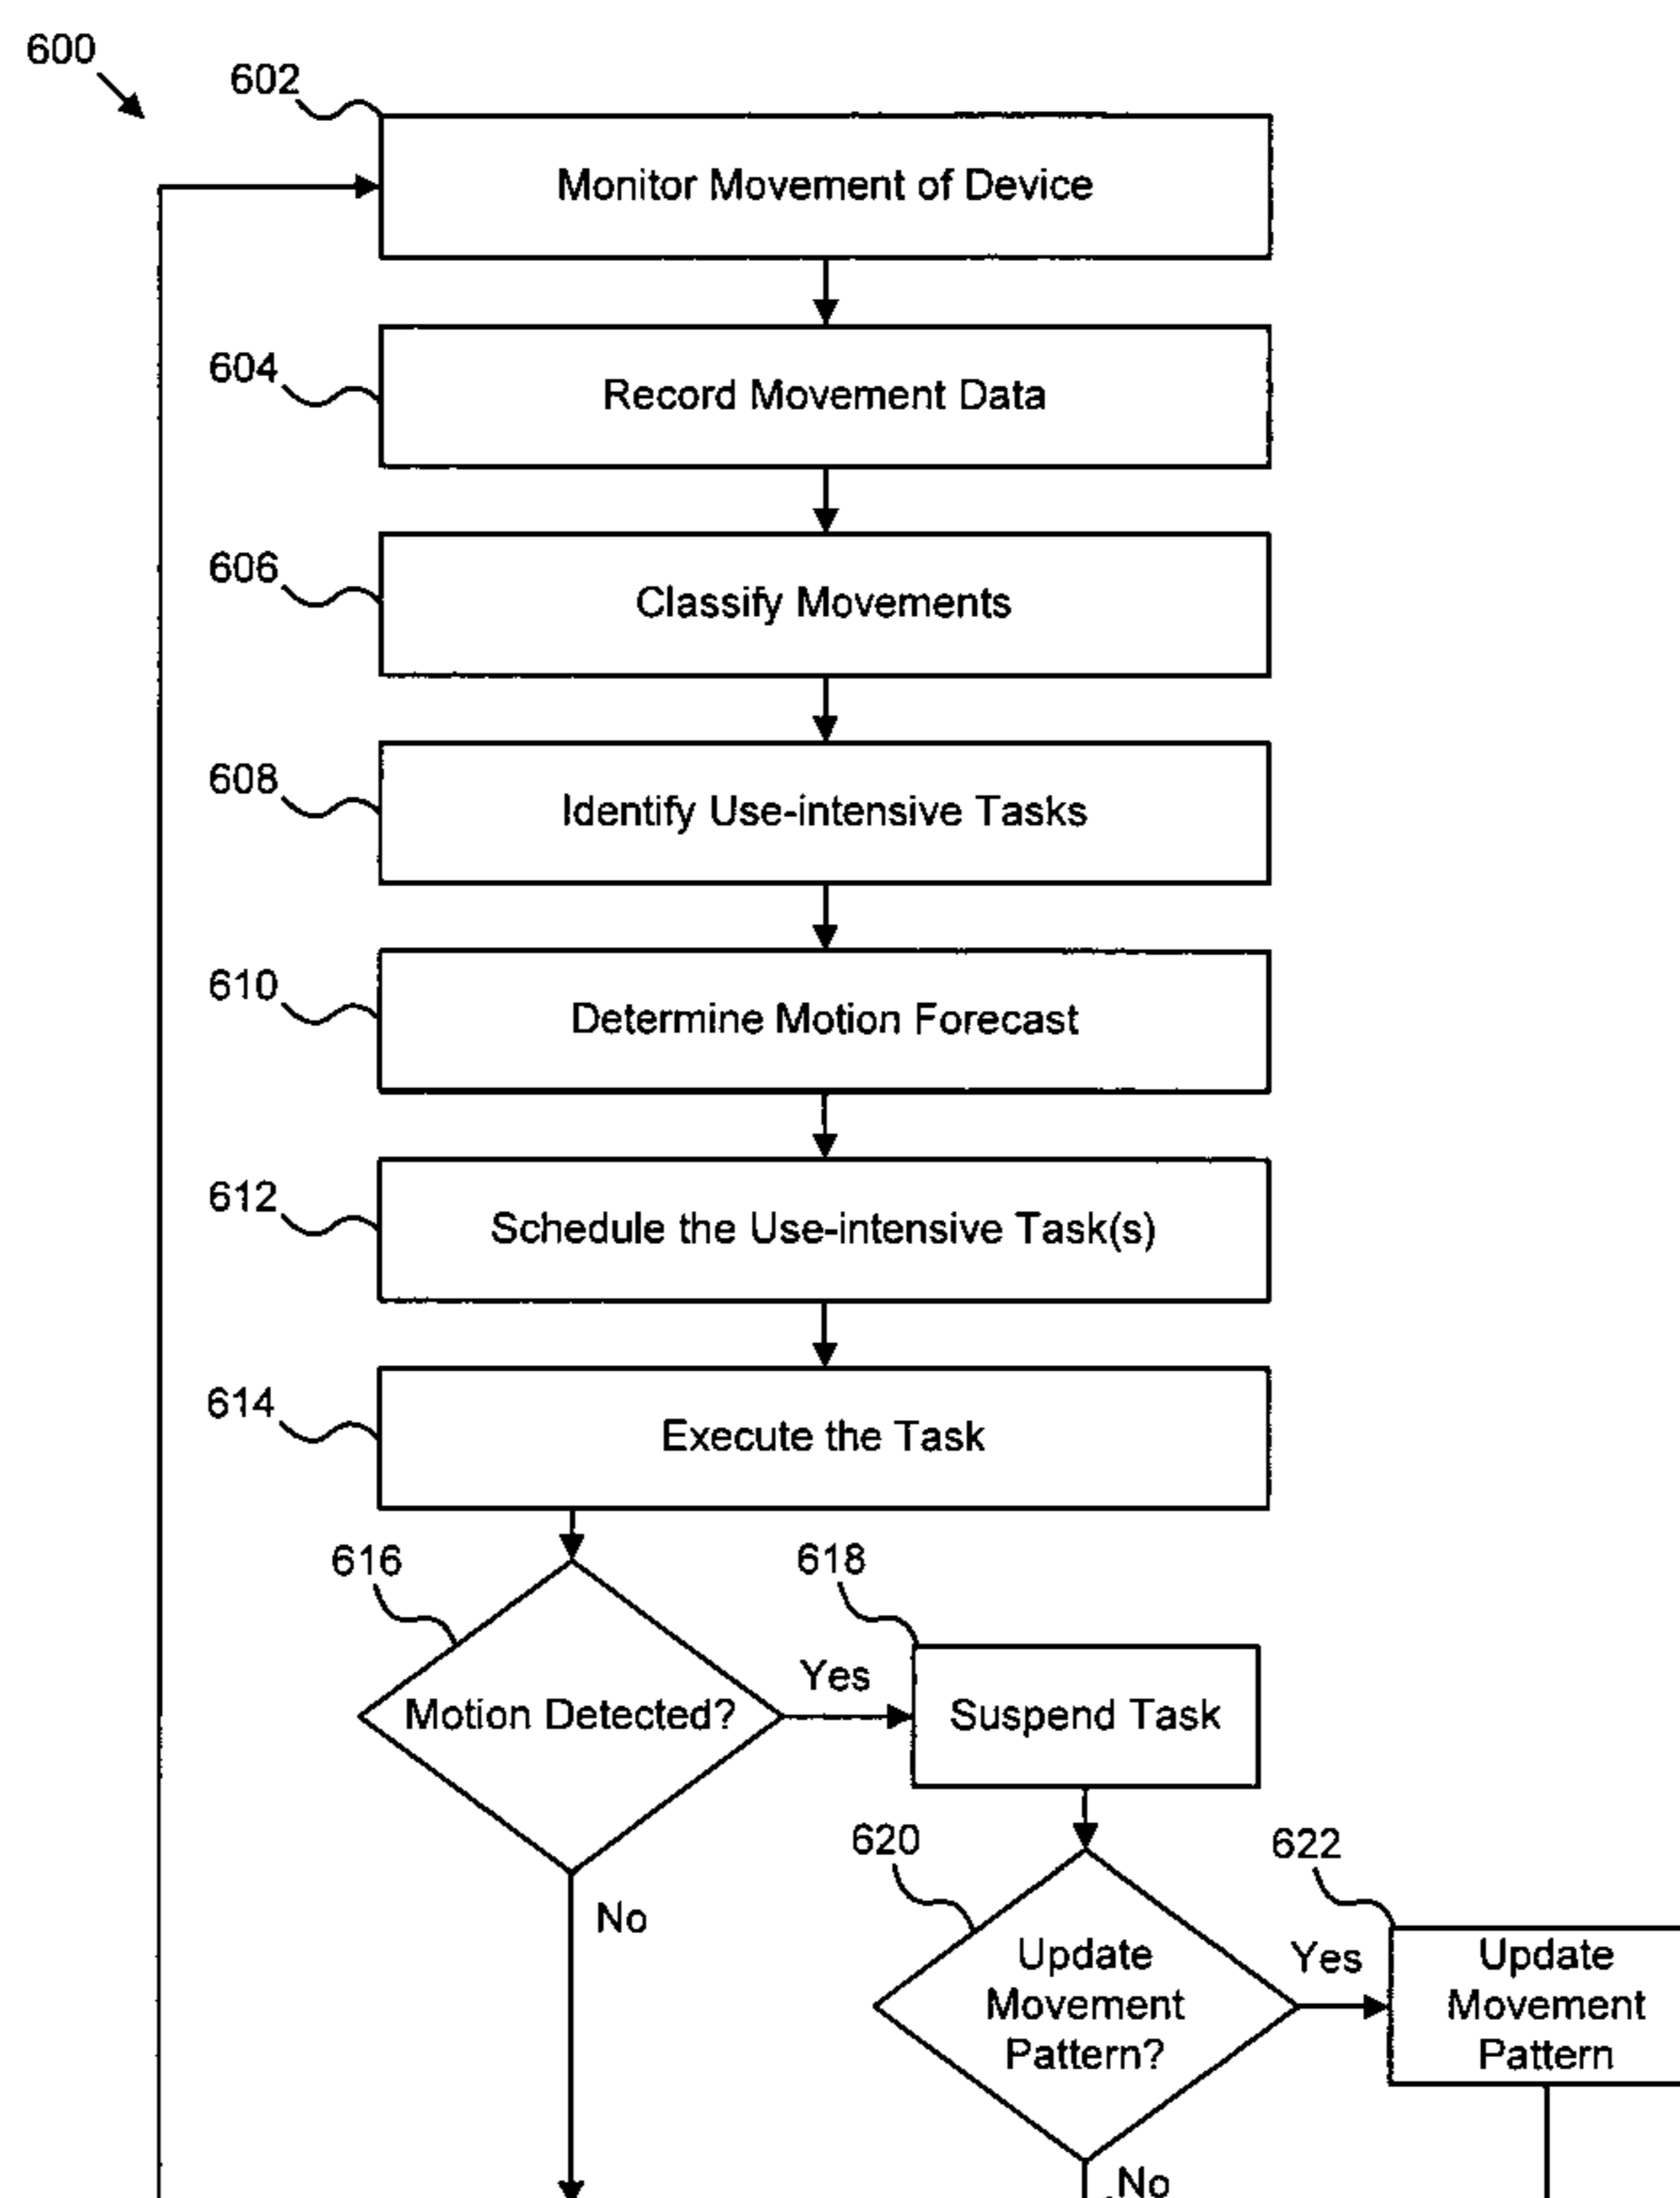 600
602
Monitor Movement of Device
604
Record Movement Data
606
Classify Movements
608
Identify Use-intensive Tasks
610
Determine Motion Forecast
612
Schedule the Use-intensive Task(s)
614
Execute the Task
616
Motion Detected?
Yes
618
Suspend Task
No
620
Update
Movement
Pattern?
Yes
622
Update
Movement
Pattern
No